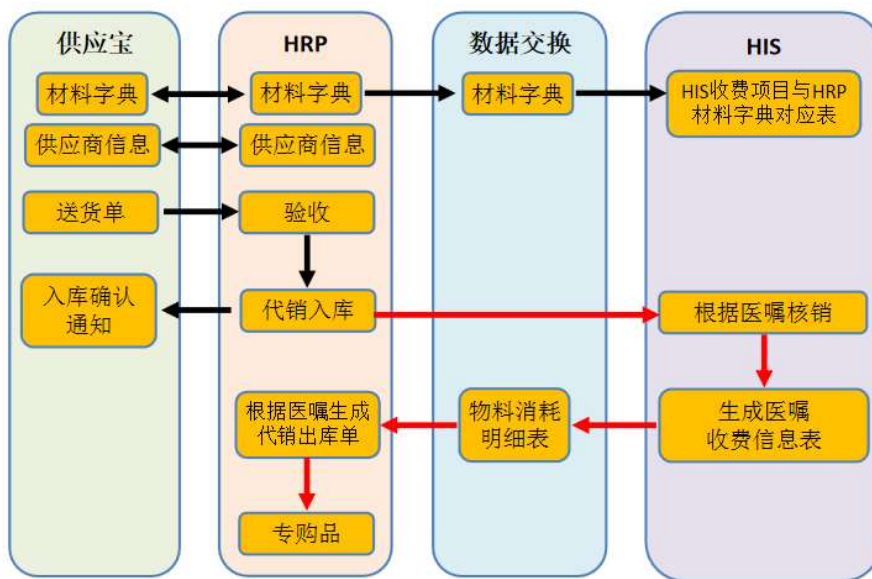 供应宝
HRP
数据交换
HIS
材料字典
材料字典
材料字典
HIS收费项目与HRP
材料字典对应表
供应商信息
供应商信息
送货单
验收
入库确认
通知
代销入库
根据医嘱核销
根据医嘱生成
代销出库单
物料消耗
明细表
生成医嘱
收费信息表
专购品